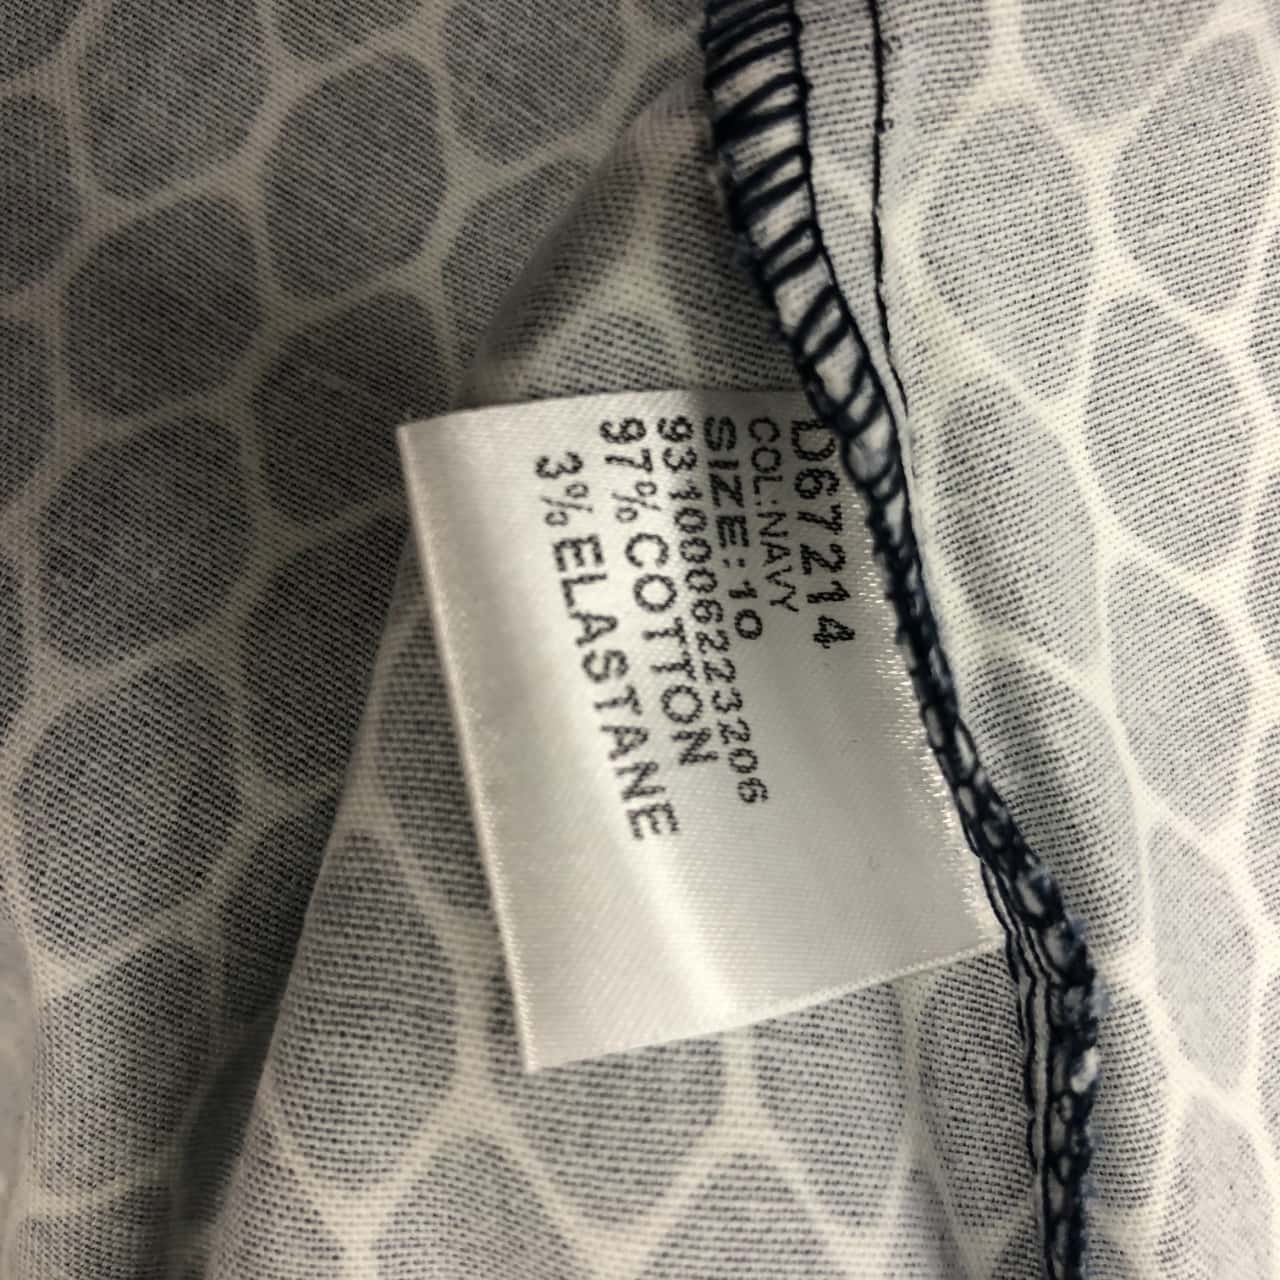 D67214
COL:NAVY
SIZE:10
9310006223206
97% COTTON
3% ELASTANE